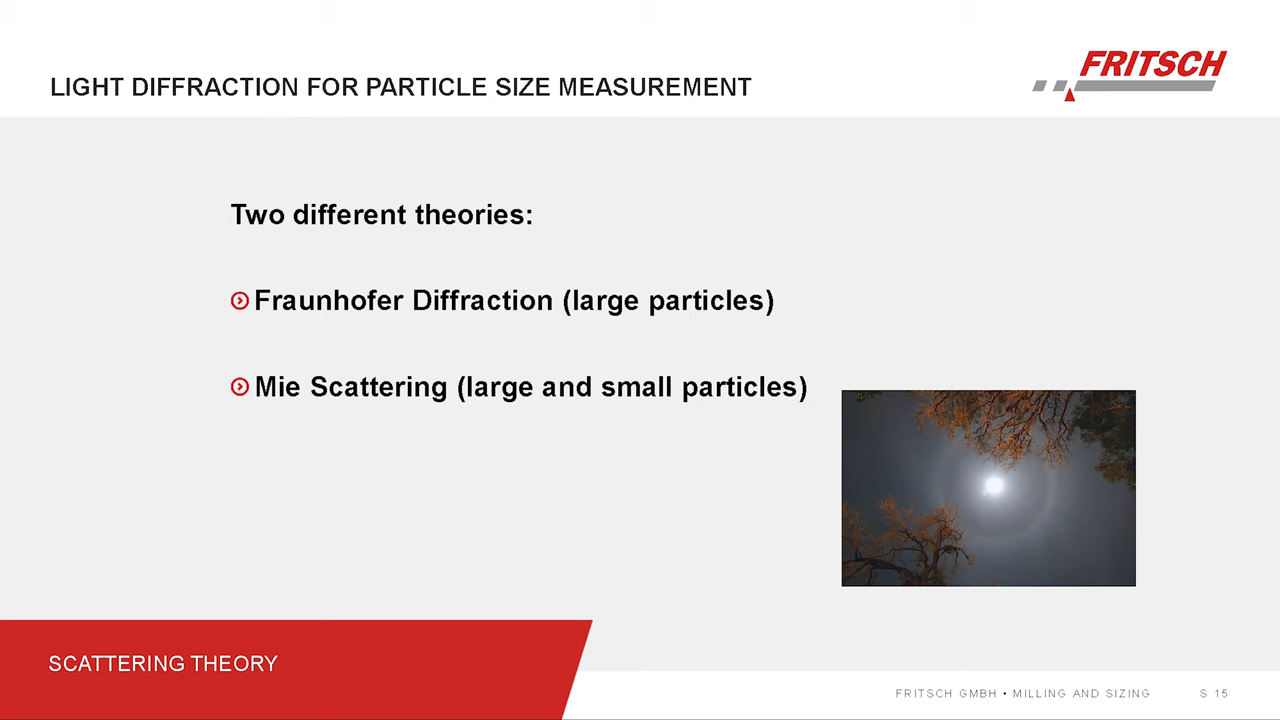 FRITSCH
LIGHT DIFFRACTION FOR PARTICLE SIZE MEASUREMENT
Two different theories:
Fraunhofer Diffraction (large particles)
Mie Scattering (large and small particles)
SCATTERING THEORY
FRITSCH GMBH • MILLING AND SIZING S 15